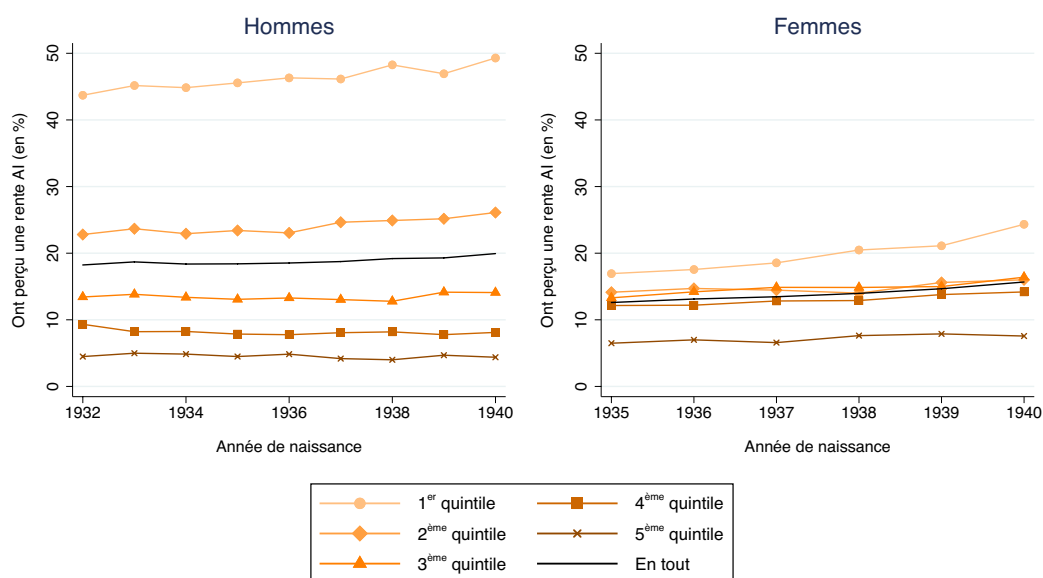 Hommes
Ont perçu une rente AI (en %)
50
40
30
20
10
0
1932 1934 1936 1938 1940
Année de naissance
Femmes
Ont perçu une rente AI (en %)
50
40
30
20
10
0
1935 1936 1937 1938 1939 1940
Année de naissance
1er quintile
2ème quintile
3ème quintile
4ème quintile
5ème quintile
En tout